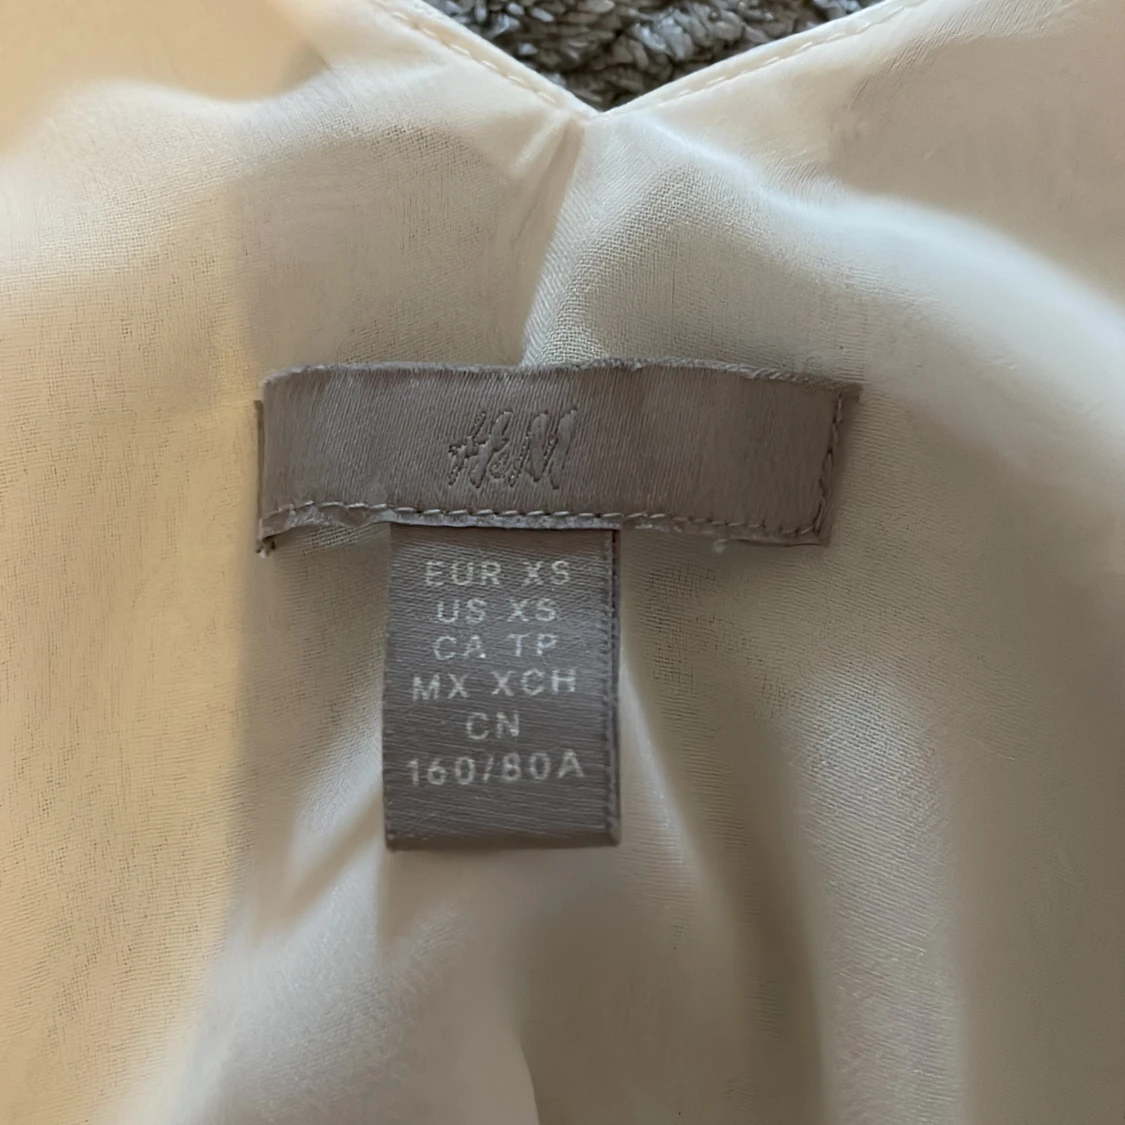 H&M
EUR XS
US XS
CA TP
MX XCH
CN
160/80A